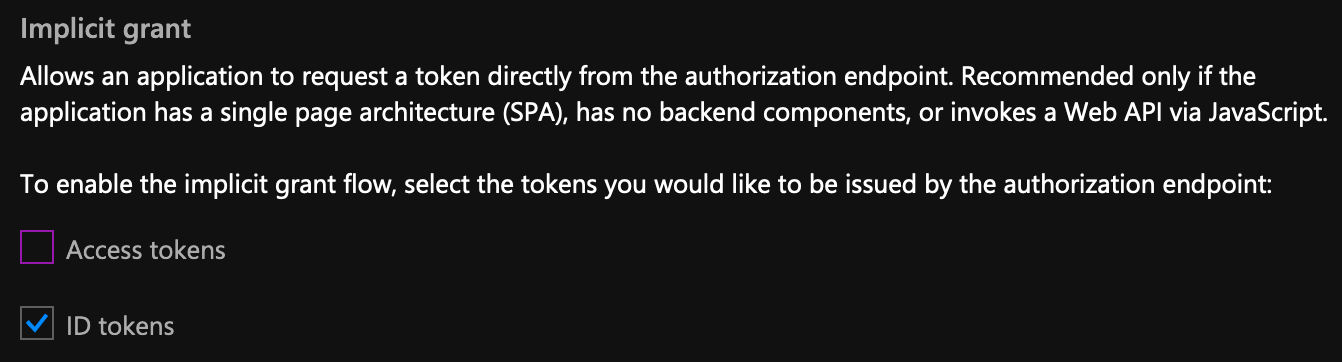 Implicit grant
Allows an application to request a token directly from the authorization endpoint. Recommended only if the
application has a single page architecture (SPA), has no backend components, or invokes a Web API via JavaScript.
To enable the implicit grant flow, select the tokens you would like to be issued by the authorization endpoint:
Access tokens
ID tokens